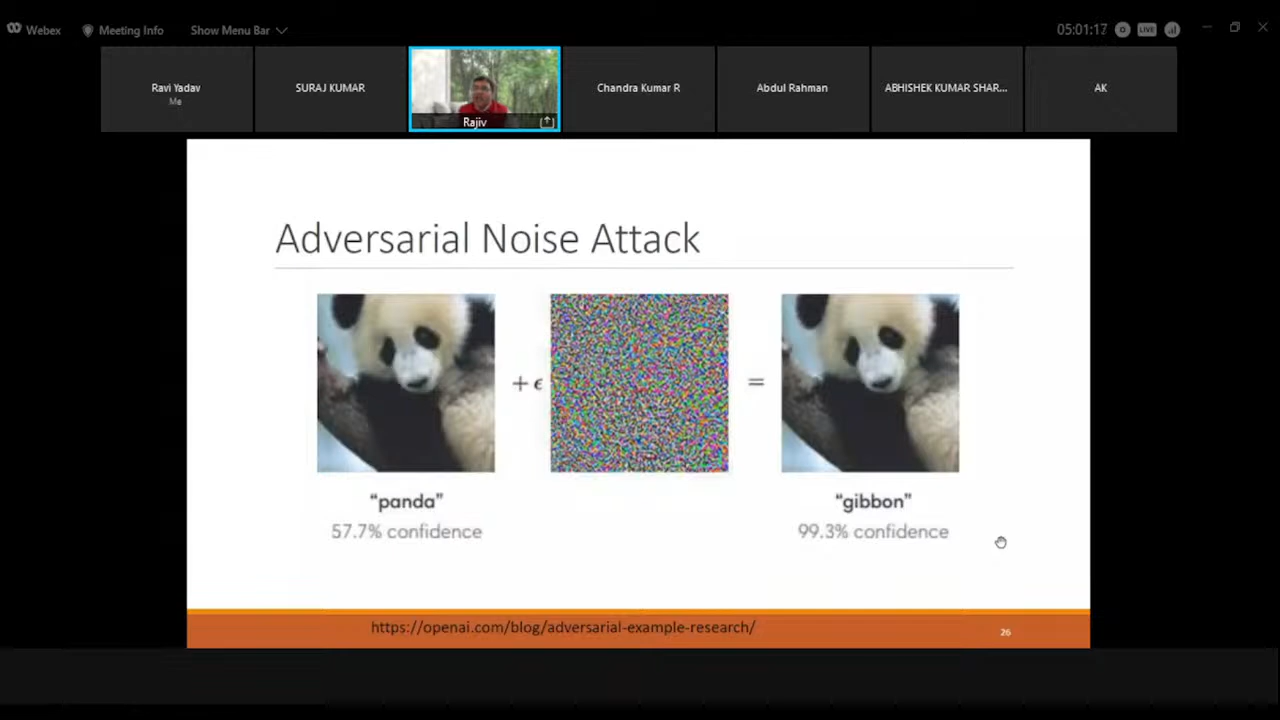 Webex Meeting Info Show Menu Bar 05:01:17 LIVE
Ravi Yadav
Me
SURAJ KUMAR
Rajiv
Chandra Kumar R
Abdul Rahman
ABHISHEK KUMAR SHAR...
AK
Adversarial Noise Attack
+ ϵ =
“panda”
57.7% confidence
“gibbon”
99.3% confidence
https://openai.com/blog/adversarial-example-research/
26